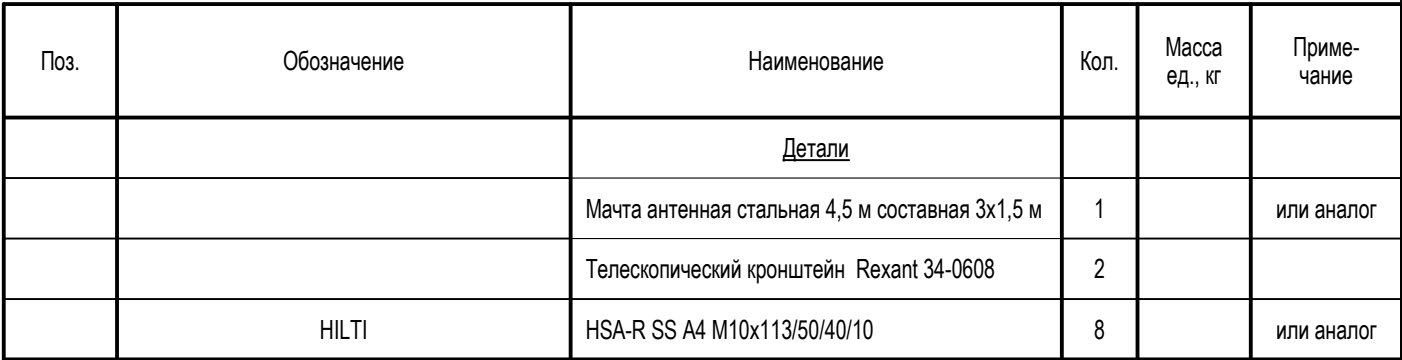 Поз. Обозначение Наименование Кол. Масса ед., кг Приме-чание
Детали
Мачта антенная стальная 4,5 м составная 3х1,5 м 1 или аналог
Телескопический кронштейн Rexant 34-0608 2
HILTI HSA-R SS A4 M10x113/50/40/10 8 или аналог